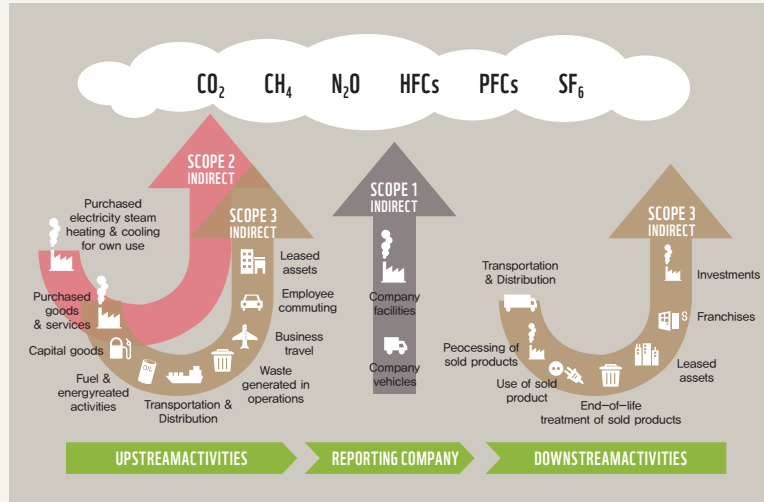 CO₂ CH₄ N₂O HFCs PFCs SF₆
SCOPE 2
INDIRECT
SCOPE 3
INDIRECT
SCOPE 1
INDIRECT
SCOPE 3
INDIRECT
Purchased
electricity steam
heating & cooling
for own use
Purchased
goods
& services
Capital goods
Fuel &
energyreated
activities
OIL
Transportation &
Distribution
Waste
generated in
operations
Business
travel
Employee
commuting
Leased
assets
Company
facilities
Company
vehicles
Transportation
& Distribution
Peocessing of
sold products
Use of sold
product
End-of-life
treatment of sold products
Leased
assets
Franchises
S
Investments
UPSTREAMACTIVITIES
REPORTING COMPANY
DOWNSTREAMACTIVITIES